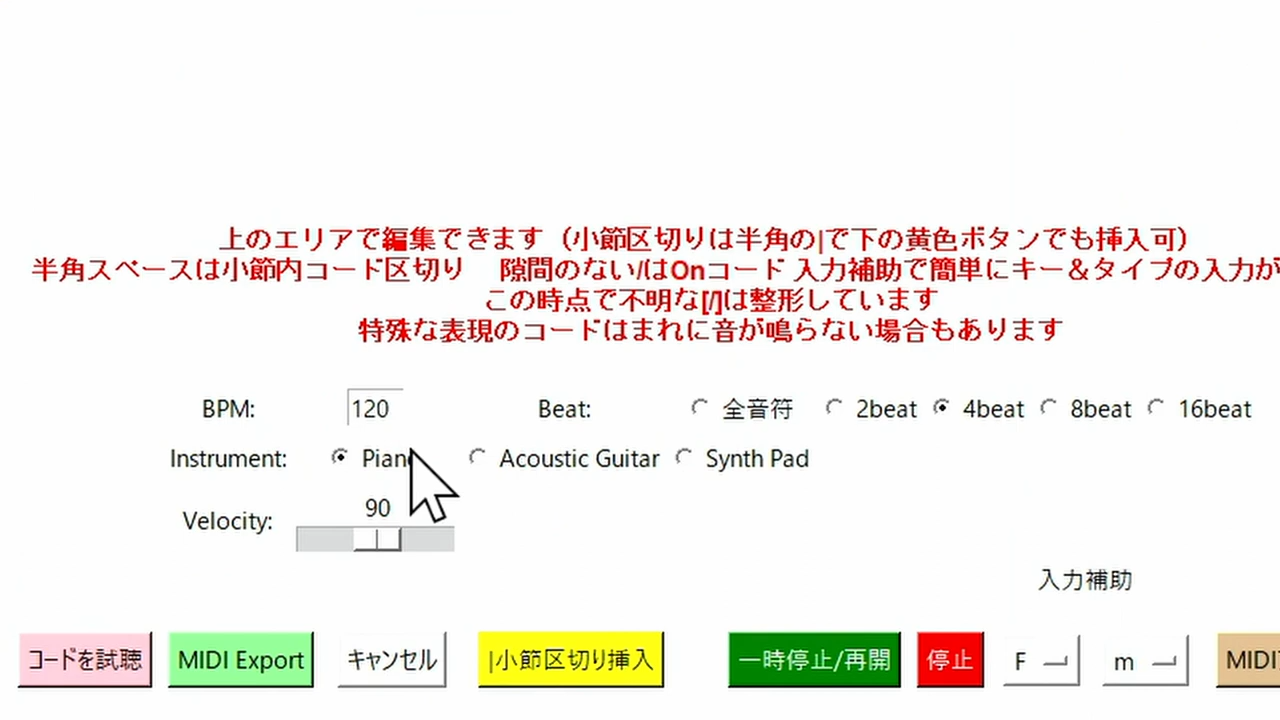 上のエリアで編集できます（小節区切りは半角の|で下の黄色ボタンでも挿入可）
半角スペースは小節内コード区切り　隙間のない/はOnコード 入力補助で簡単にキー＆タイプの入力が
この時点で不明な[/]は整形しています
特殊な表現のコードはまれに音が鳴らない場合もあります
BPM: 120 Beat: 全音符 2beat 4beat 8beat 16beat
Instrument: Piano Acoustic Guitar Synth Pad
90
Velocity:
入力補助
コードを試聴 MIDI Export キャンセル |小節区切り挿入 一時停止/再開 停止 F m MIDI